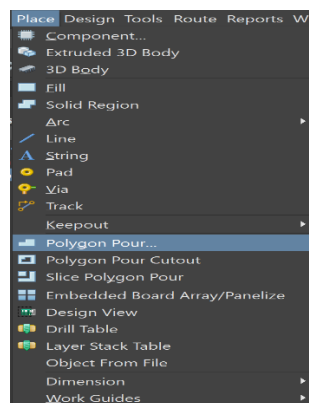 Place Design Tools Route Reports W
Component...
Extruded 3D Body
3D Body
Fill
Solid Region
Arc
Line
String
Pad
Via
Track
Keepout
Polygon Pour...
Polygon Pour Cutout
Slice Polygon Pour
Embedded Board Array/Panelize
Design View
Drill Table
Layer Stack Table
Object From File
Dimension
Work Guides